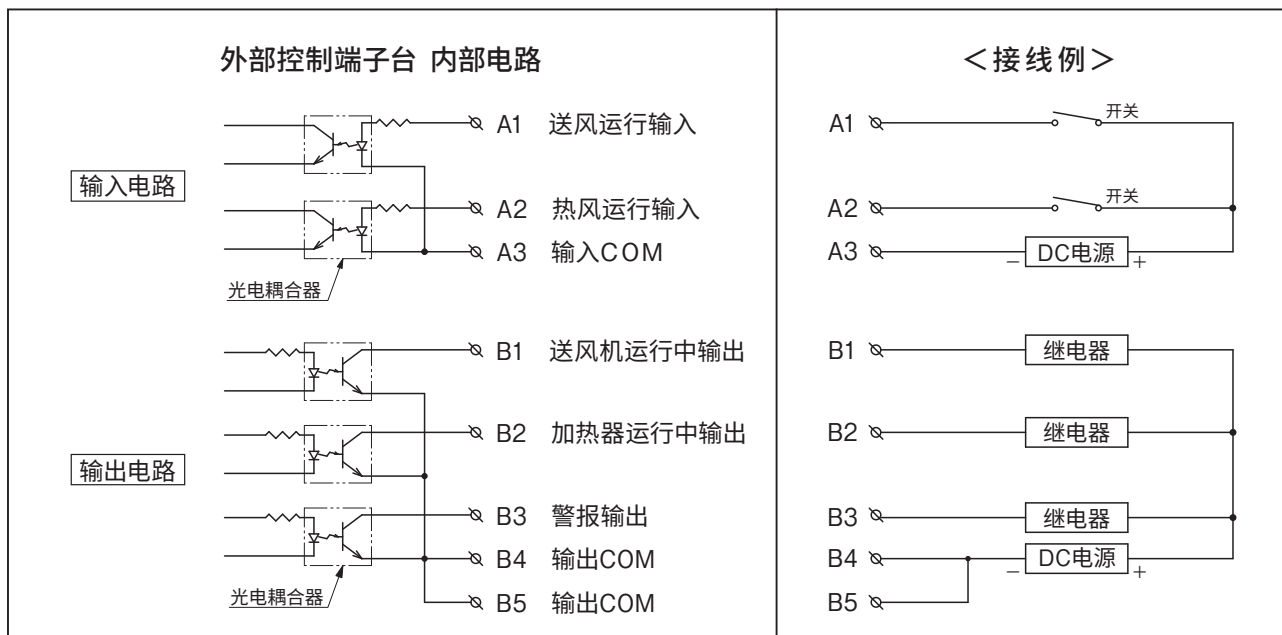 外部控制端子台 内部电路
输入电路
A1 送风运行输入
A2 热风运行输入
A3 输入COM
光电耦合器
输出电路
B1 送风机运行中输出
B2 加热器运行中输出
B3 警报输出
B4 输出COM
B5 输出COM
光电耦合器
＜接线例＞
A1 开关
A2 开关
A3 － DC电源 ＋
B1 继电器
B2 继电器
B3 继电器
B4 － DC电源 ＋
B5